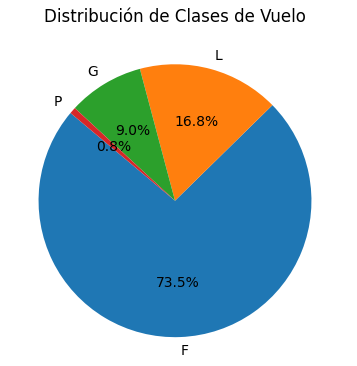 Distribución de Clases de Vuelo
L
G
P
16.8%
9.0%
0.8%
73.5%
F